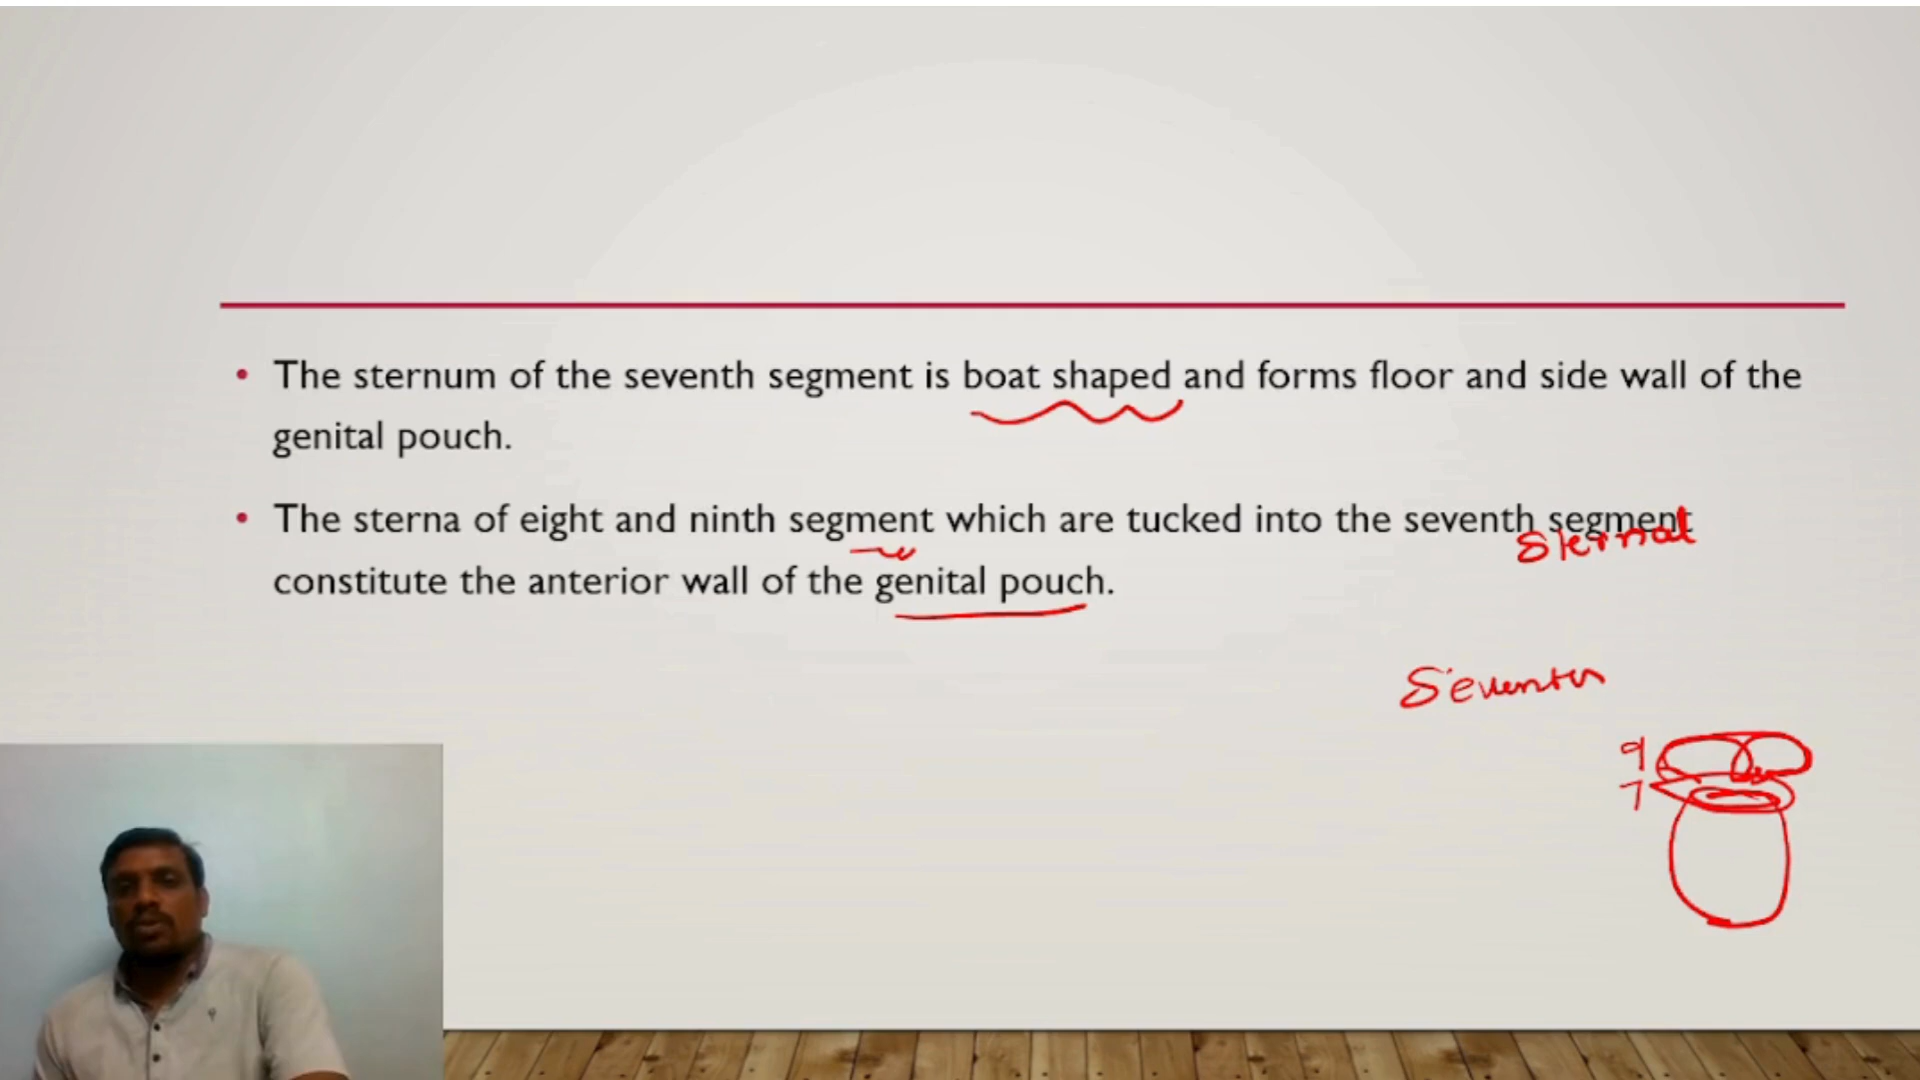 • The sternum of the seventh segment is boat shaped and forms floor and side wall of the
genital pouch.
• The sterna of eight and ninth segment which are tucked into the seventh segment
sternal
constitute the anterior wall of the genital pouch.
Seventh
9
7